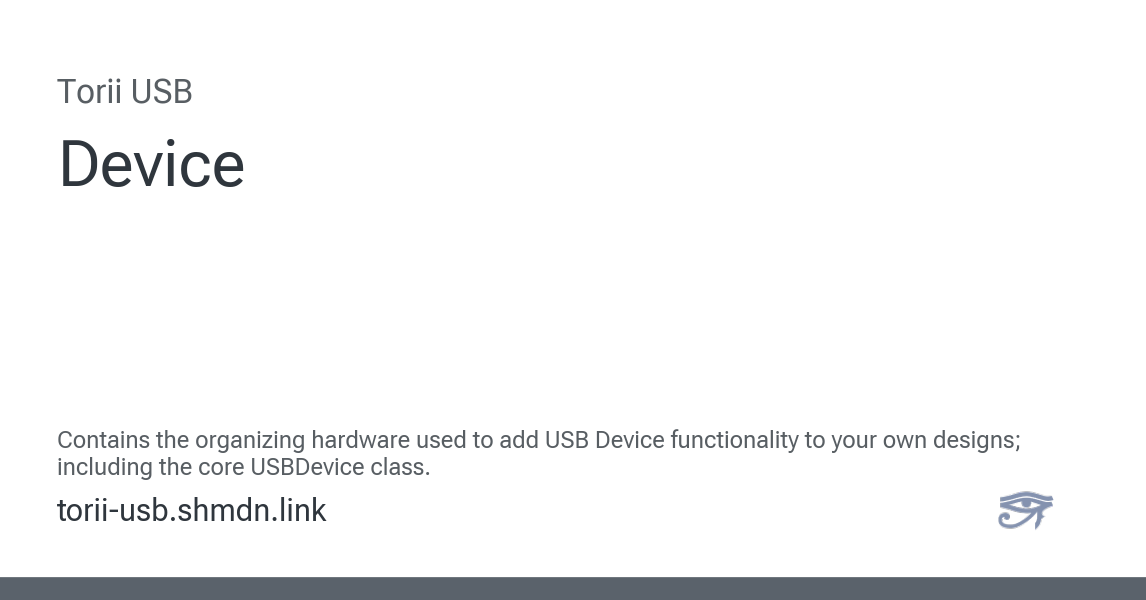 Torii USB
Device
Contains the organizing hardware used to add USB Device functionality to your own designs;
including the core USBDevice class.
torii-usb.shmdn.link